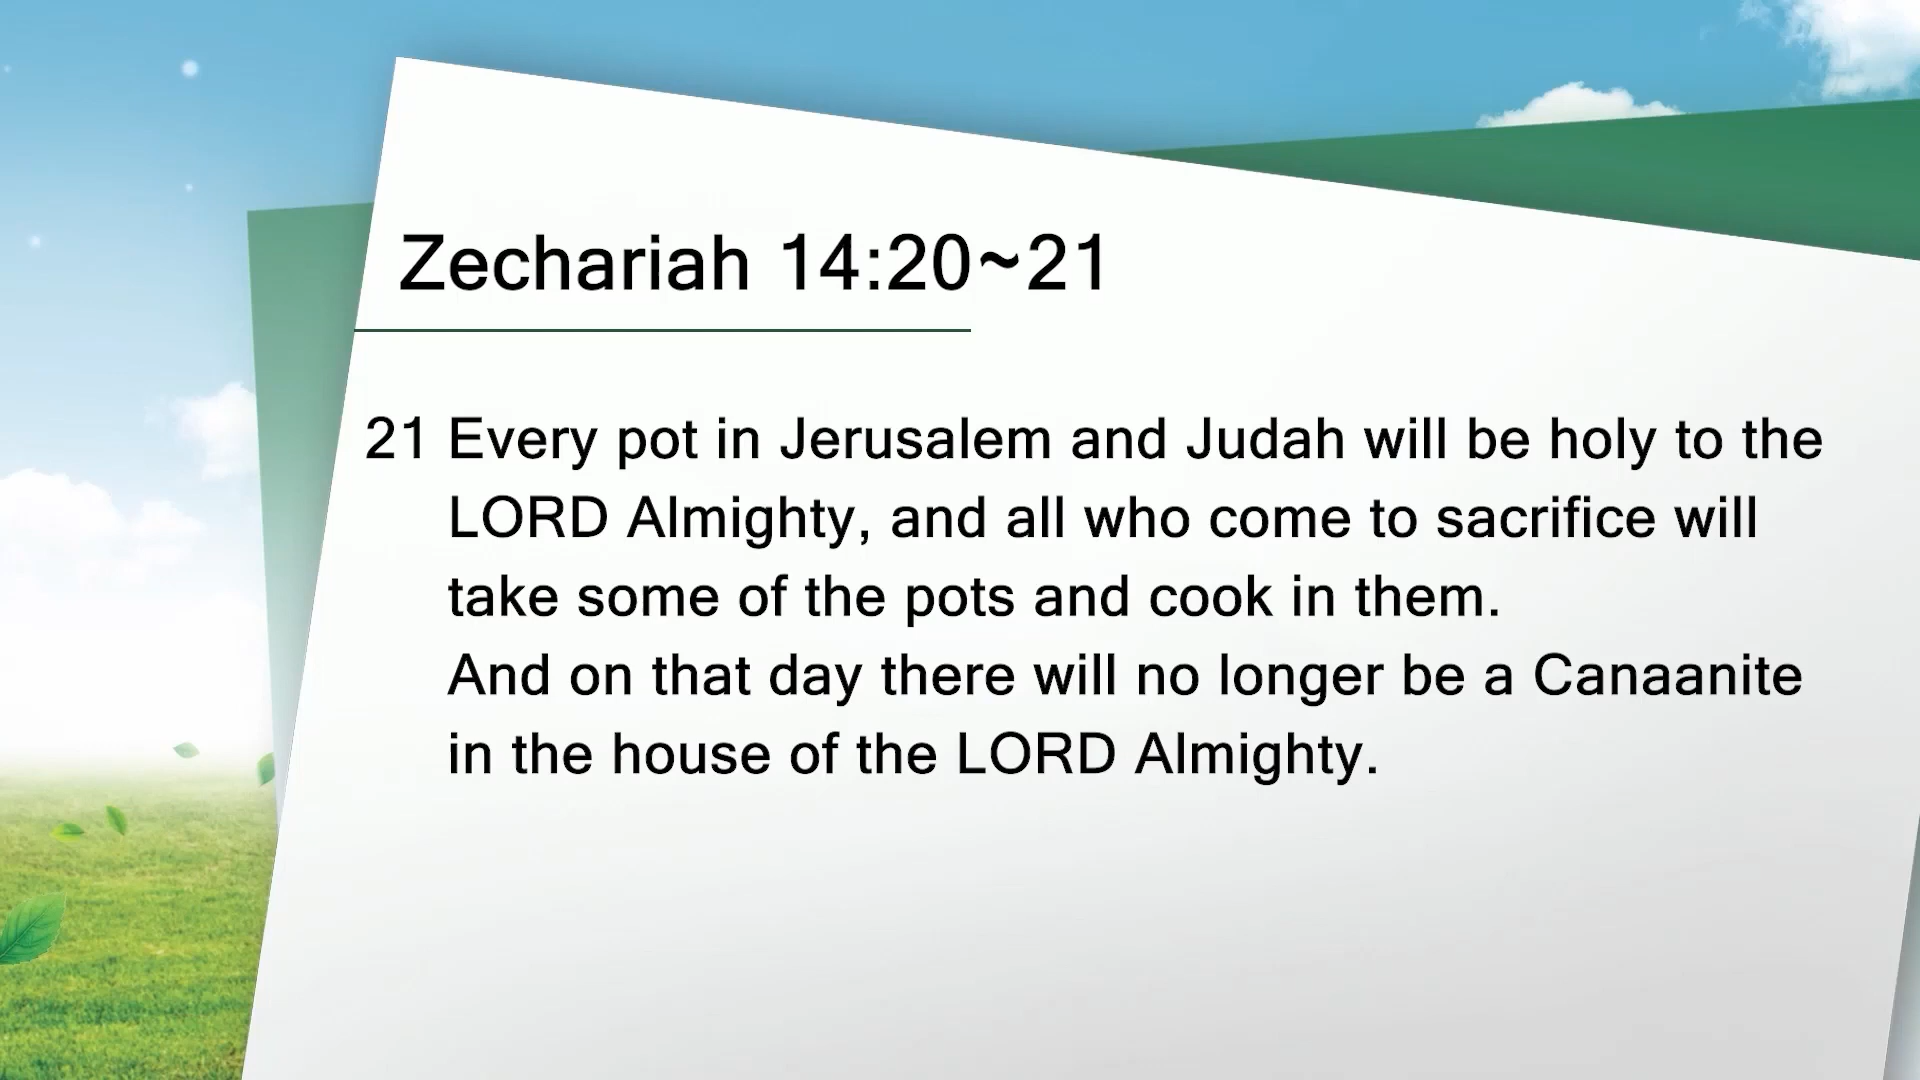 Zechariah 14:20~21
21 Every pot in Jerusalem and Judah will be holy to the
LORD Almighty, and all who come to sacrifice will
take some of the pots and cook in them.
And on that day there will no longer be a Canaanite
in the house of the LORD Almighty.